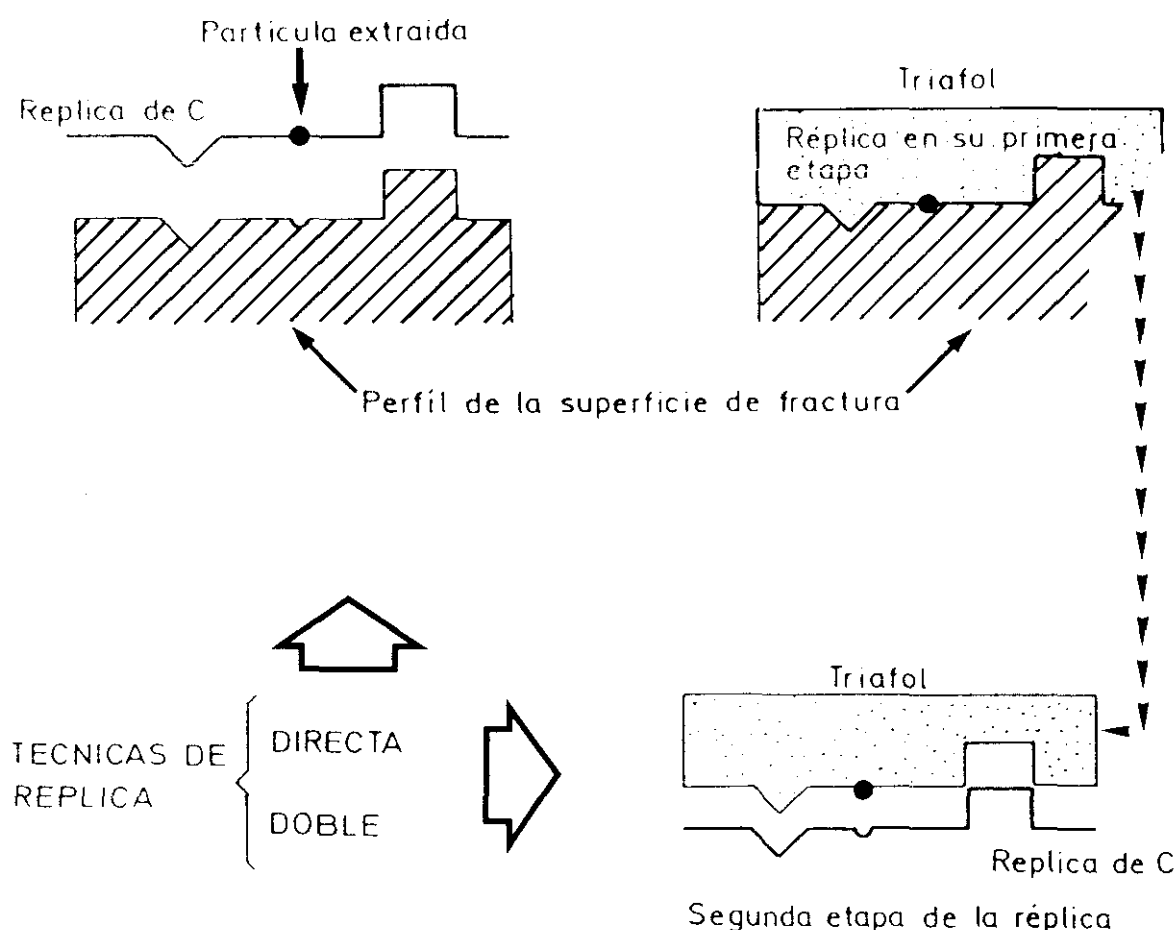 Particula extraida
Replica de C
Triafol
Réplica en su primera
etapa
Perfíl de la superficie de fractura
TECNICAS DE
REPLICA
DIRECTA
DOBLE
Triafol
Replica de C
Segunda etapa de la réplica